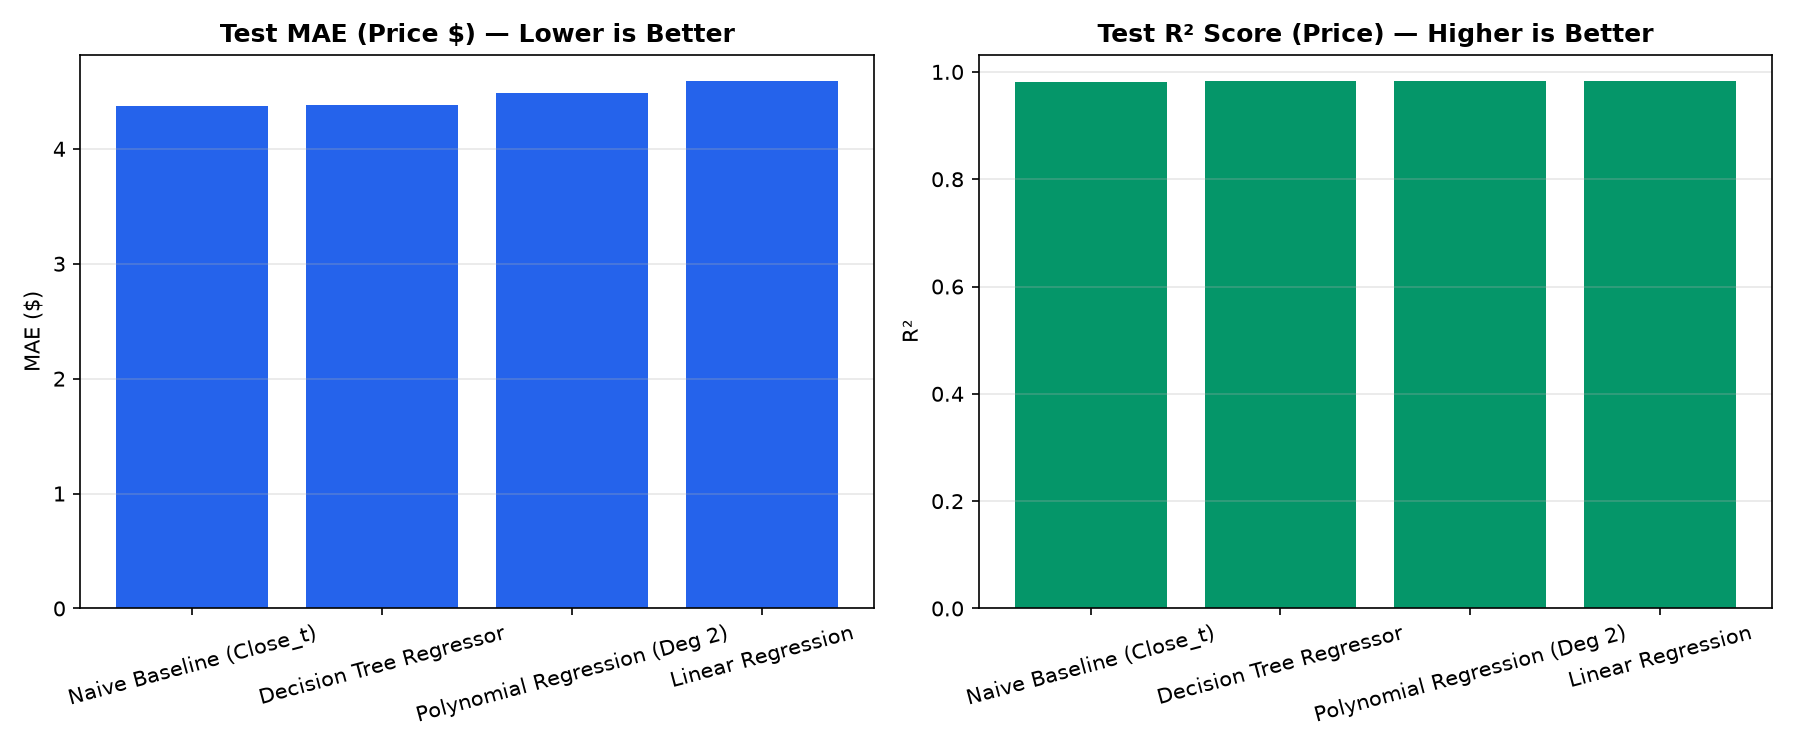 Test MAE (Price $) — Lower is Better
MAE ($)
4
3
2
1
0
Naive Baseline (Close_t)
Decision Tree Regressor
Polynomial Regression (Deg 2)
Linear Regression
Test R² Score (Price) — Higher is Better
R²
1.0
0.8
0.6
0.4
0.2
0.0
Naive Baseline (Close_t)
Decision Tree Regressor
Polynomial Regression (Deg 2)
Linear Regression